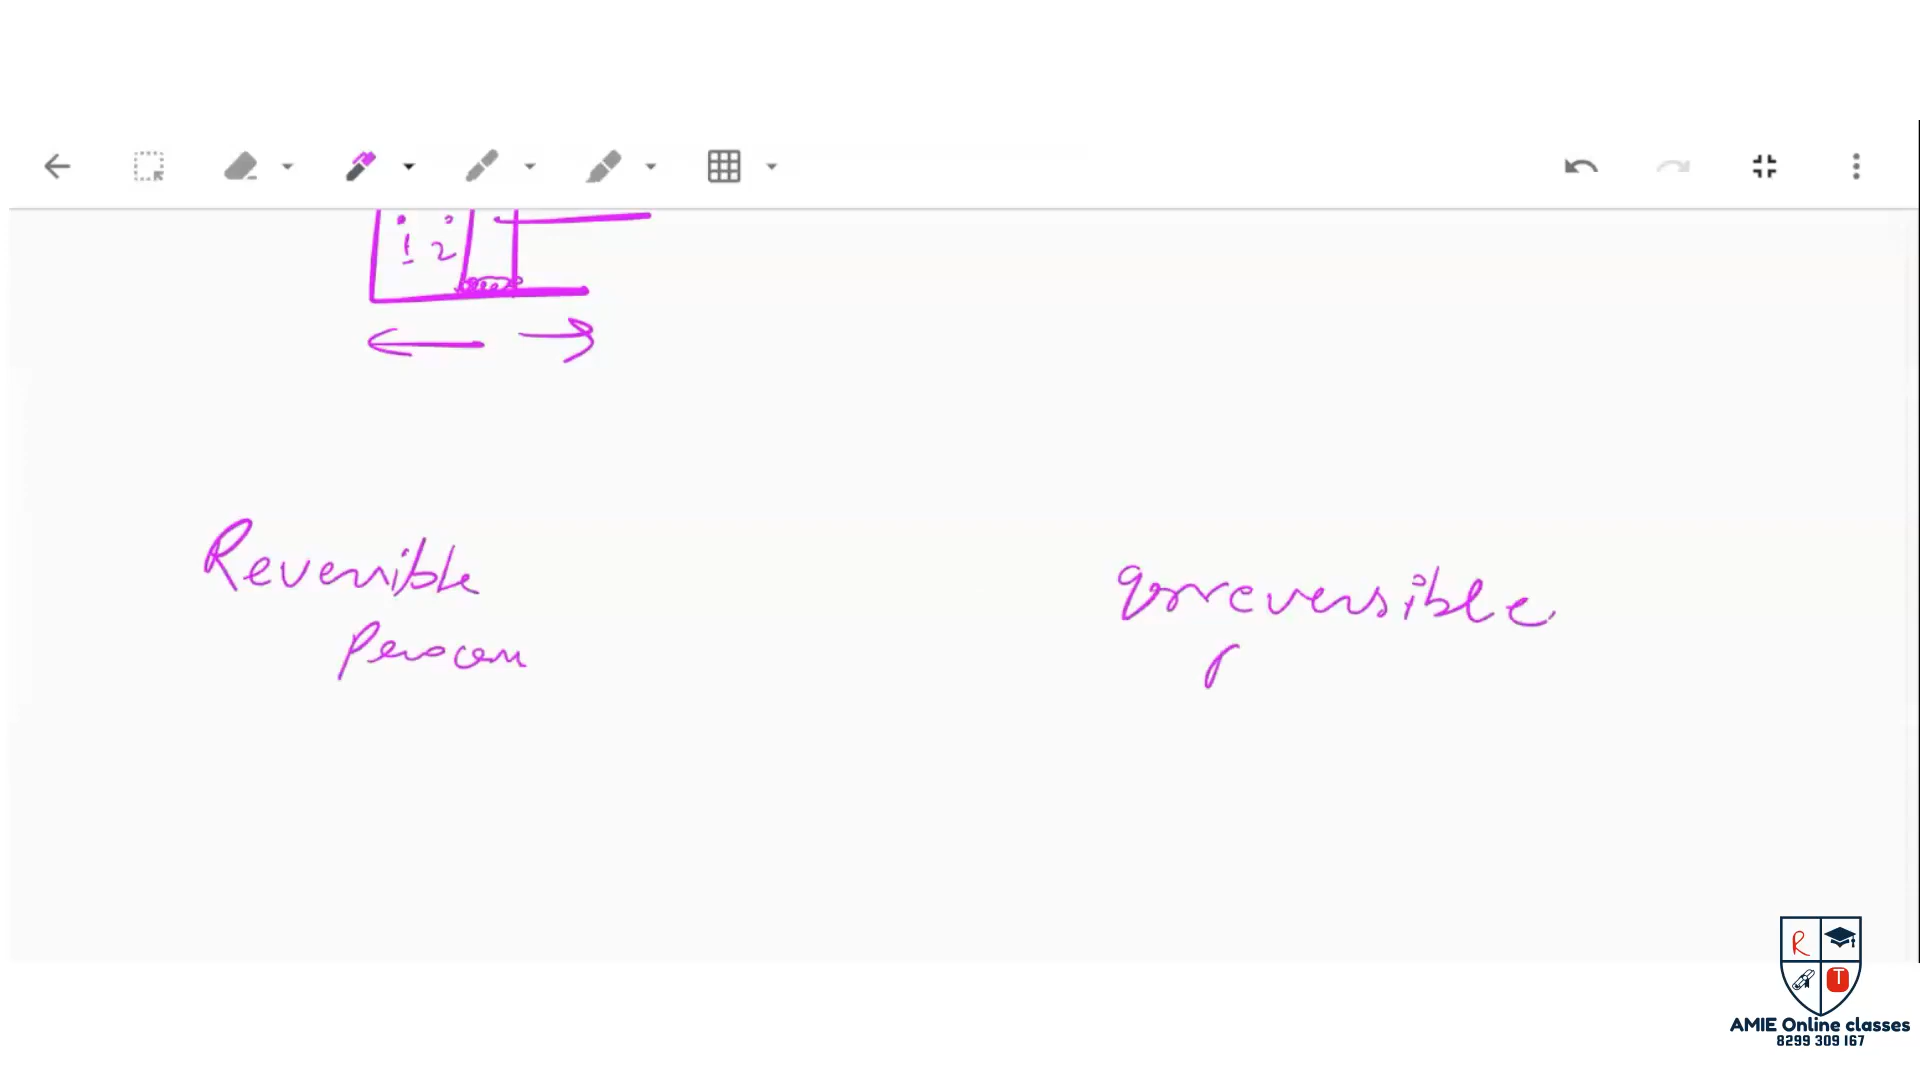 1 2
Reversible
Process
Irreversible
P
R
T
AMIE Online classes
8299 309 167